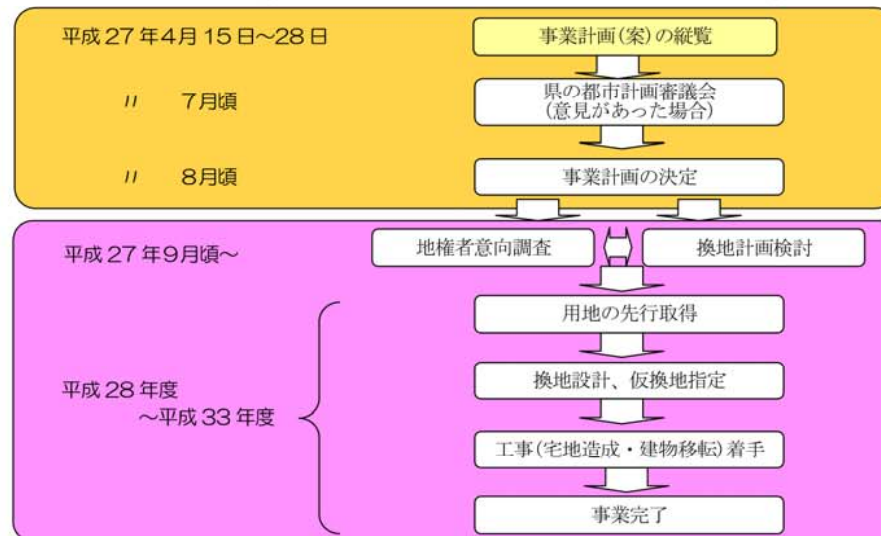 平成27年4月15日～28日
事業計画(案)の縦覧
〃 7月頃
県の都市計画審議会
(意見があった場合)
〃 8月頃
事業計画の決定
平成27年9月頃～
地権者意向調査
換地計画検討
用地の先行取得
平成28年度
～平成33年度
換地設計、仮換地指定
工事(宅地造成・建物移転)着手
事業完了